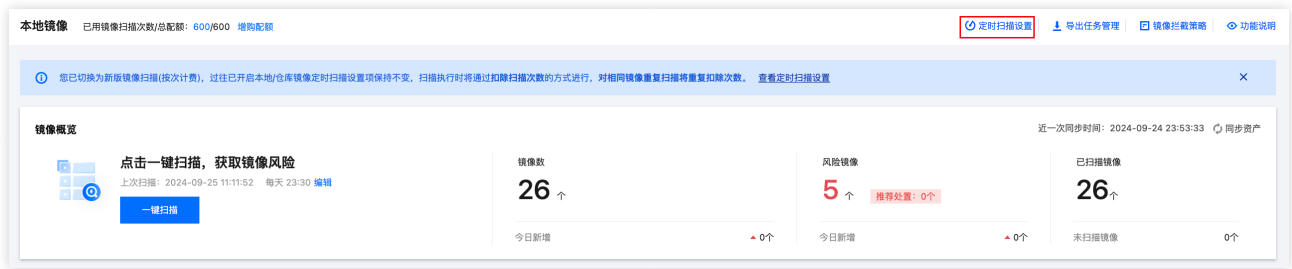 本地镜像 已用镜像扫描次数/总配额：600/600 增购配额 定时扫描设置 导出任务管理 镜像拦截策略 功能说明
您已切换为新版镜像扫描(按次计费)，过往已开启本地/仓库镜像定时扫描设置项保持不变，扫描执行时将通过扣除扫描次数的方式进行，对相同镜像重复扫描将重复扣除次数。 查看定时扫描设置
镜像概览 近一次同步时间：2024-09-24 23:53:33 同步资产
点击一键扫描，获取镜像风险
上次扫描：2024-09-25 11:11:52 每天 23:30 编辑
一键扫描
镜像数
26 个
今日新增 0个
风险镜像
5 个 推荐处置：0个
今日新增 0个
已扫描镜像
26个
未扫描镜像 0个